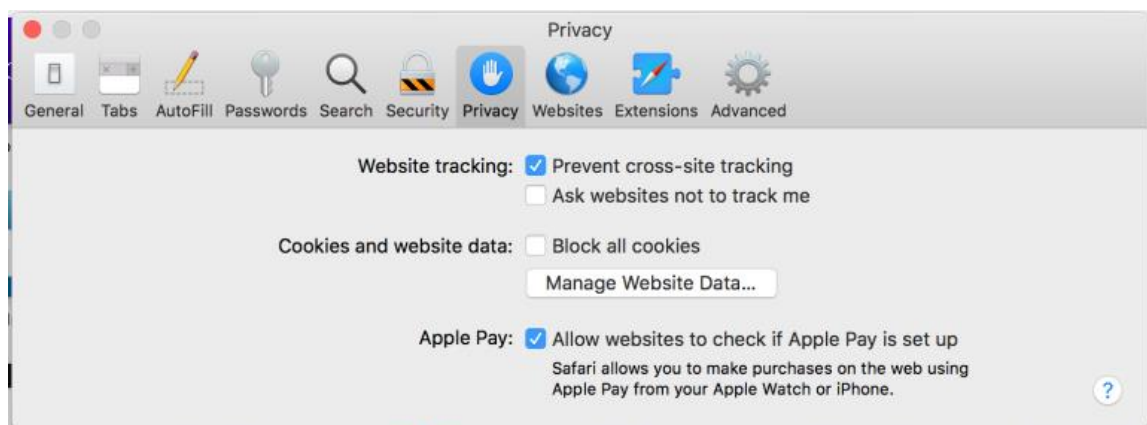 Privacy
General Tabs AutoFill Passwords Search Security Privacy Websites Extensions Advanced
Website tracking: Prevent cross-site tracking
Ask websites not to track me
Cookies and website data: Block all cookies
Manage Website Data...
Apple Pay: Allow websites to check if Apple Pay is set up
Safari allows you to make purchases on the web using
Apple Pay from your Apple Watch or iPhone.
?